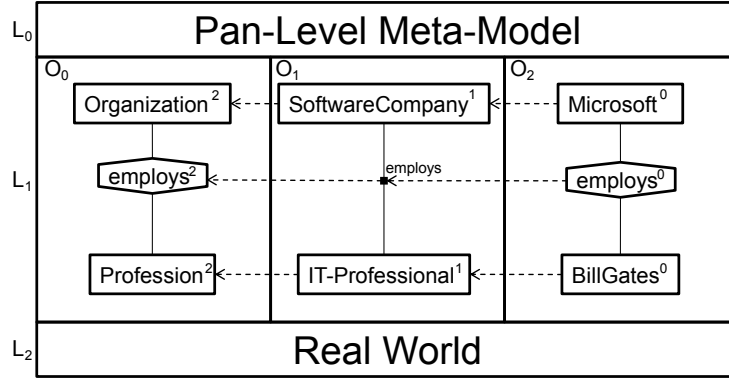 L₀ Pan-Level Meta-Model
O₀ O₁ O₂
Organization² SoftwareCompany¹ Microsoft⁰
L₁ employs² employs employs⁰
Profession² IT-Professional¹ BillGates⁰
L₂ Real World